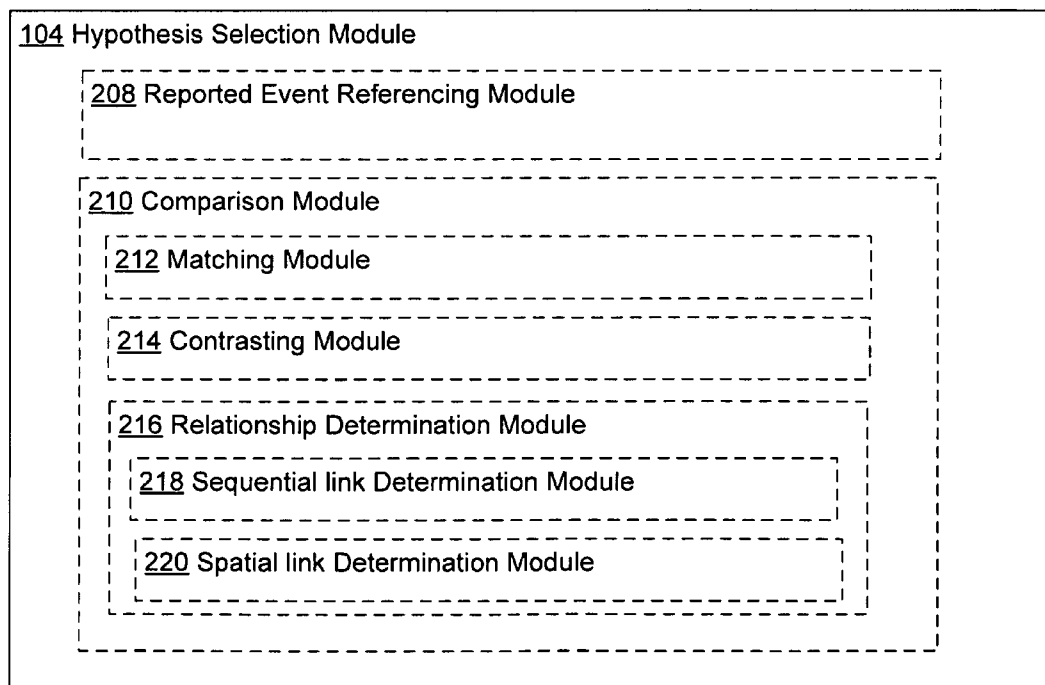 104 Hypothesis Selection Module
208 Reported Event Referencing Module
210 Comparison Module
212 Matching Module
214 Contrasting Module
216 Relationship Determination Module
218 Sequential link Determination Module
220 Spatial link Determination Module